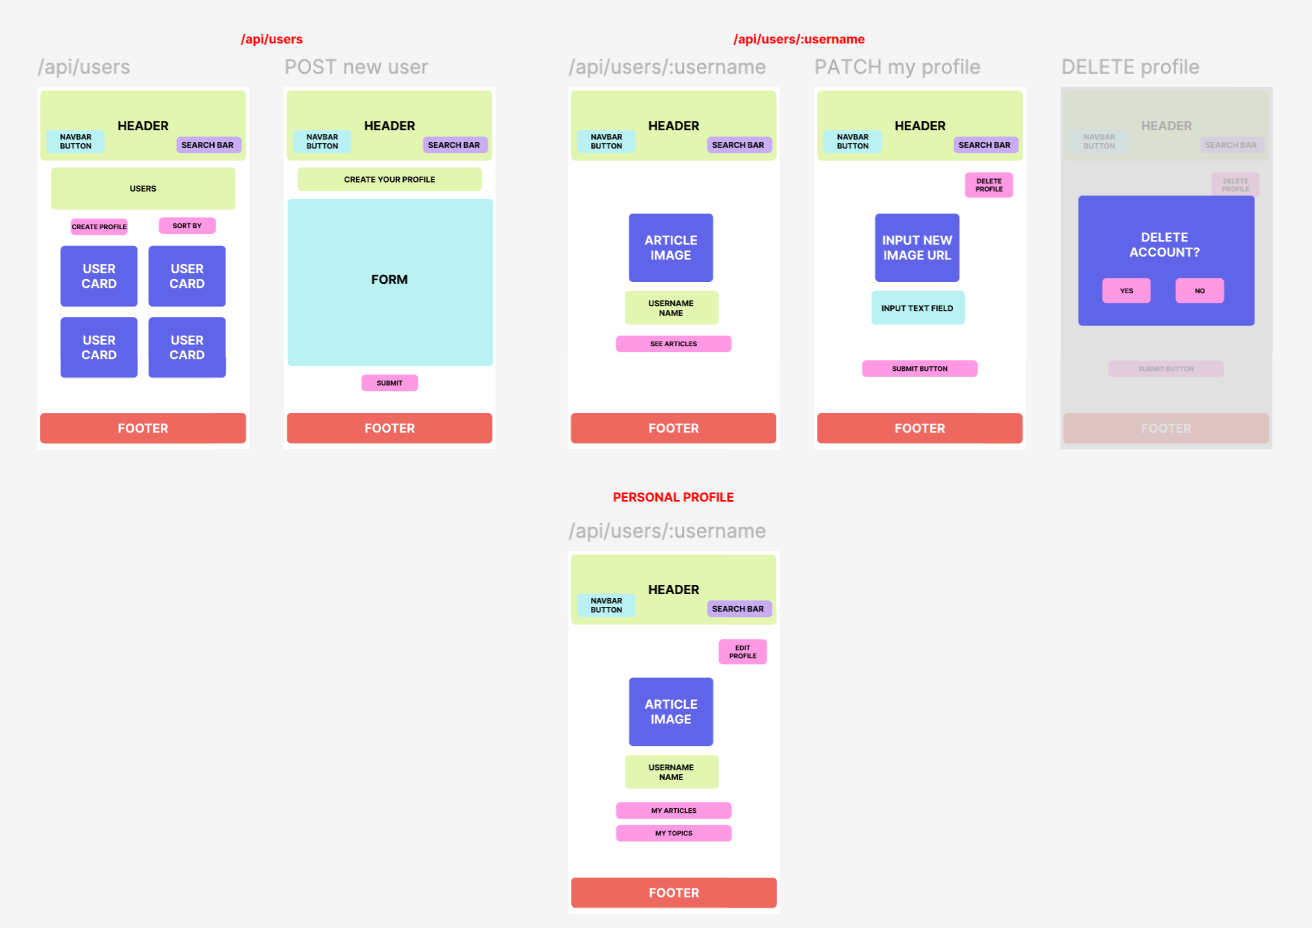 /api/users
/api/users/:username
/api/users
POST new user
/api/users/:username
PATCH my profile
DELETE profile
HEADER
NAVBAR
BUTTON
SEARCH BAR
USERS
CREATE PROFILE
SORT BY
USER
CARD
USER
CARD
USER
CARD
USER
CARD
FOOTER
HEADER
NAVBAR
BUTTON
SEARCH BAR
CREATE YOUR PROFILE
FORM
SUBMIT
FOOTER
HEADER
NAVBAR
BUTTON
SEARCH BAR
ARTICLE
IMAGE
USERNAME
NAME
SEE ARTICLES
FOOTER
HEADER
NAVBAR
BUTTON
SEARCH BAR
DELETE
PROFILE
INPUT NEW
IMAGE URL
INPUT TEXT FIELD
SUBMIT BUTTON
FOOTER
HEADER
NAVBAR
BUTTON
SEARCH BAR
DELETE
PROFILE
DELETE
ACCOUNT?
YES
NO
SUBMIT BUTTON
FOOTER
PERSONAL PROFILE
/api/users/:username
HEADER
NAVBAR
BUTTON
SEARCH BAR
EDIT
PROFILE
ARTICLE
IMAGE
USERNAME
NAME
MY ARTICLES
MY TOPICS
FOOTER